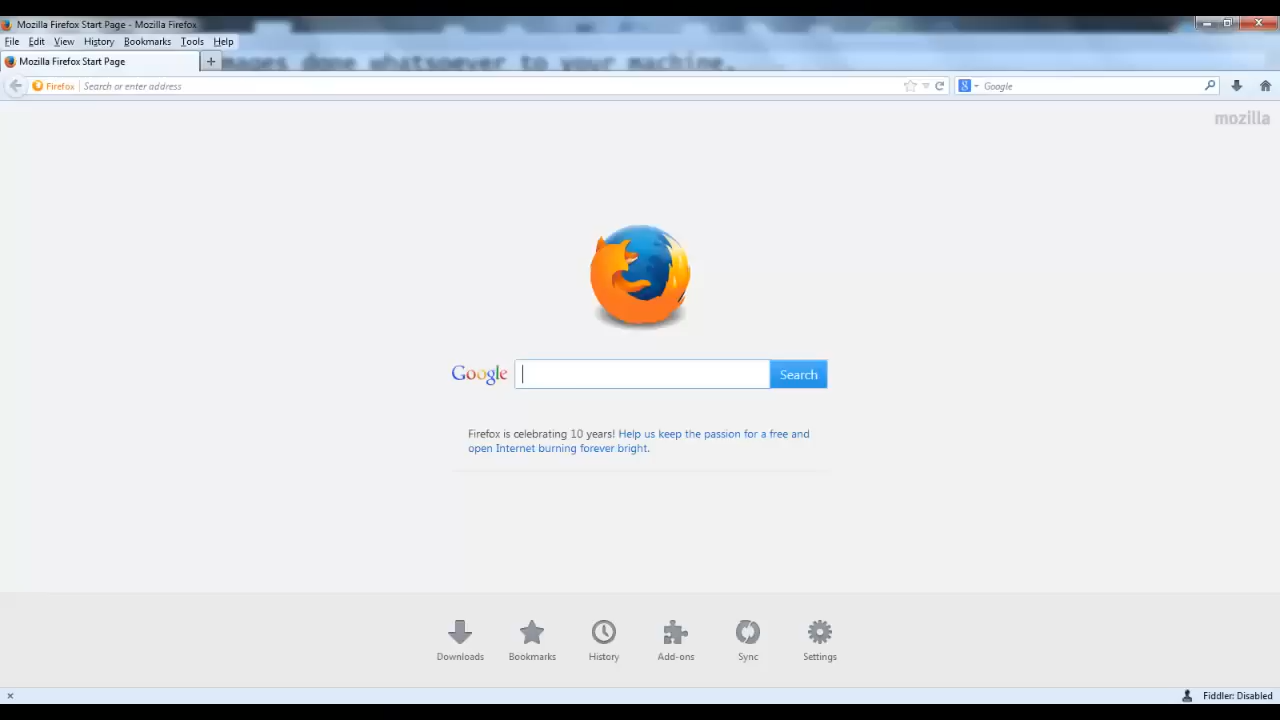 Mozilla Firefox Start Page - Mozilla Firefox
File Edit View History Bookmarks Tools Help
Mozilla Firefox Start Page +
mages done whatsoever to your machine.
Firefox Search or enter address
8 Google
mozilla
Google Search
Firefox is celebrating 10 years! Help us keep the passion for a free and
open Internet burning forever bright.
Downloads Bookmarks History Add-ons Sync Settings
Fiddler: Disabled